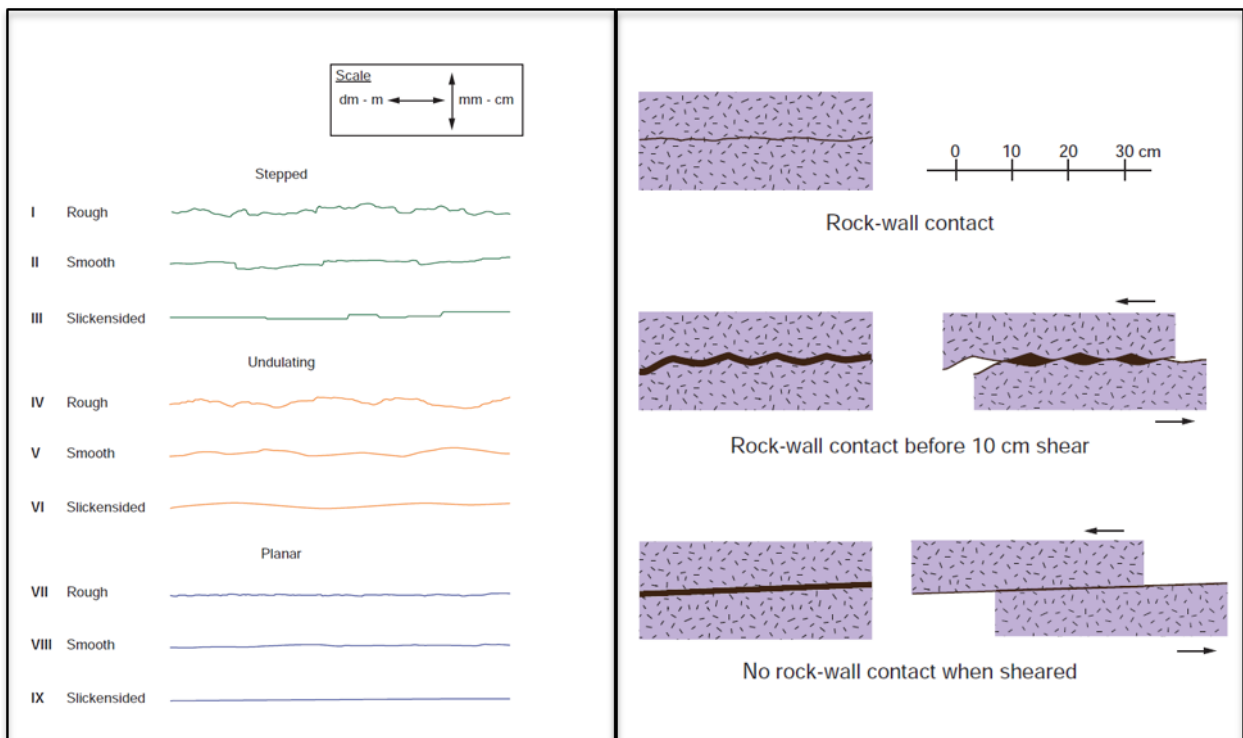 Scale
dm - m mm - cm
Stepped
I Rough
II Smooth
III Slickensided
Undulating
IV Rough
V Smooth
VI Slickensided
Planar
VII Rough
VIII Smooth
IX Slickensided
0 10 20 30 cm
Rock-wall contact
Rock-wall contact before 10 cm shear
No rock-wall contact when sheared